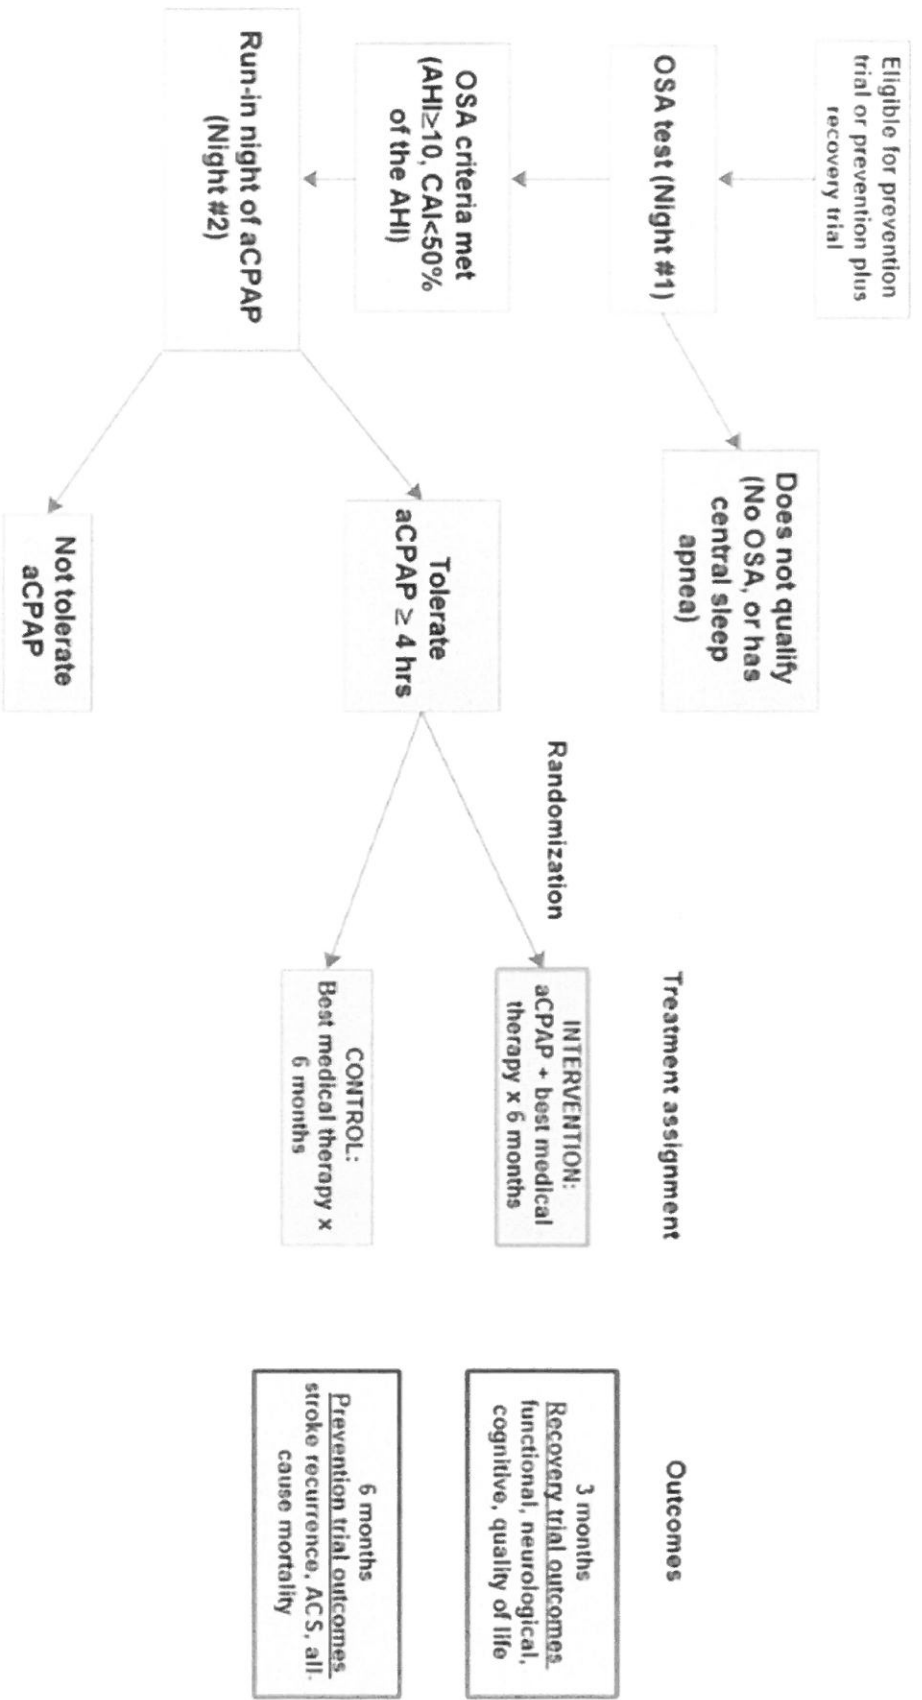 Eligible for prevention
trial or prevention plus
recovery trial
OSA test (Night #1)
Does not qualify
(No OSA, or has
central sleep
apnea)
OSA criteria met
(AHI≥10, CAI<50%
of the AHI)
Run-in night of aCPAP
(Night #2)
Tolerate
aCPAP ≥ 4 hrs
Not tolerate
aCPAP
Randomization
Treatment assignment
INTERVENTION:
aCPAP + best medical
therapy x 6 months
CONTROL:
Best medical therapy x
6 months
Outcomes
3 months
Recovery trial outcomes
functional, neurological,
cognitive, quality of life
6 months
Prevention trial outcomes
stroke recurrence, ACS, all-
cause mortality